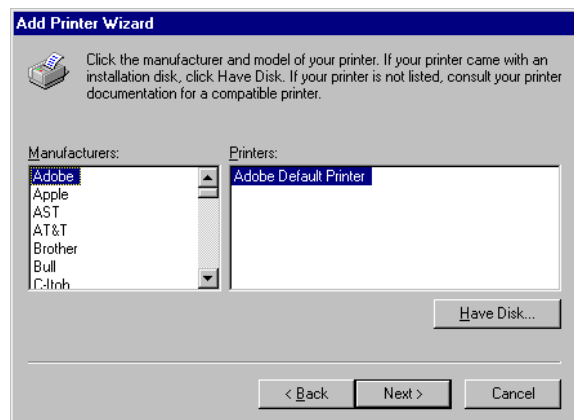 Add Printer Wizard
Click the manufacturer and model of your printer. If your printer came with an
installation disk, click Have Disk. If your printer is not listed, consult your printer
documentation for a compatible printer.
Manufacturers:
Printers:
Adobe
Apple
AST
AT&T
Brother
Bull
C-Itoh
Adobe Default Printer
Have Disk...
< Back
Next >
Cancel